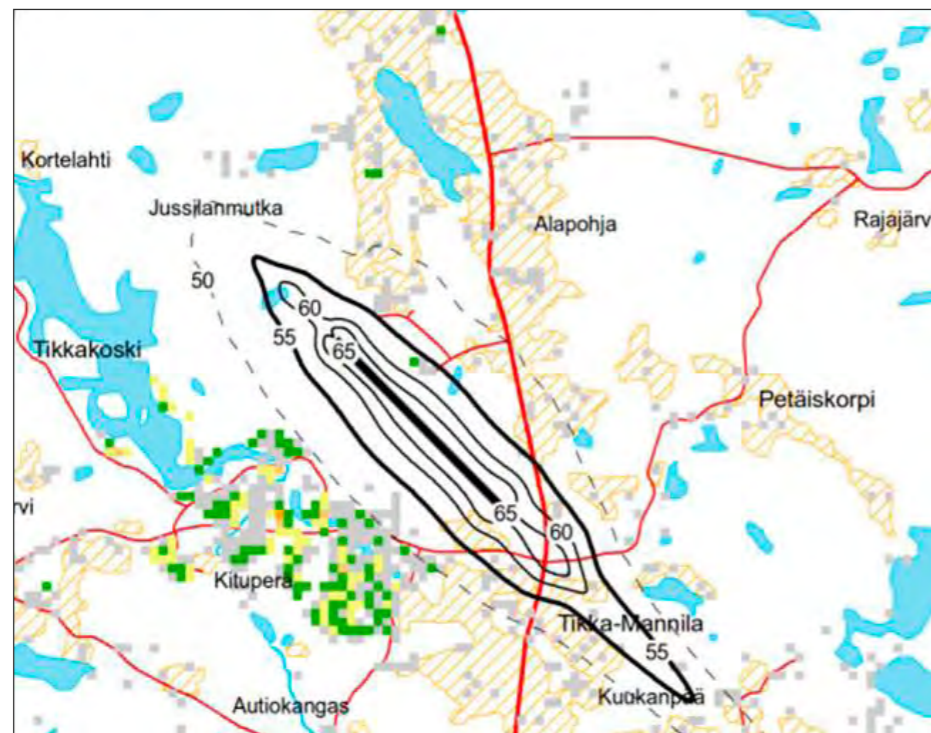 Kortelahti
Jussilanmutka
Alapohja
Rajajärv
50
60
55
65
Tikkakoski
Petäiskorpi
65
60
rvi
Kitupera
Tikka-Mannila
55
Kuukanpää
Autiokangas